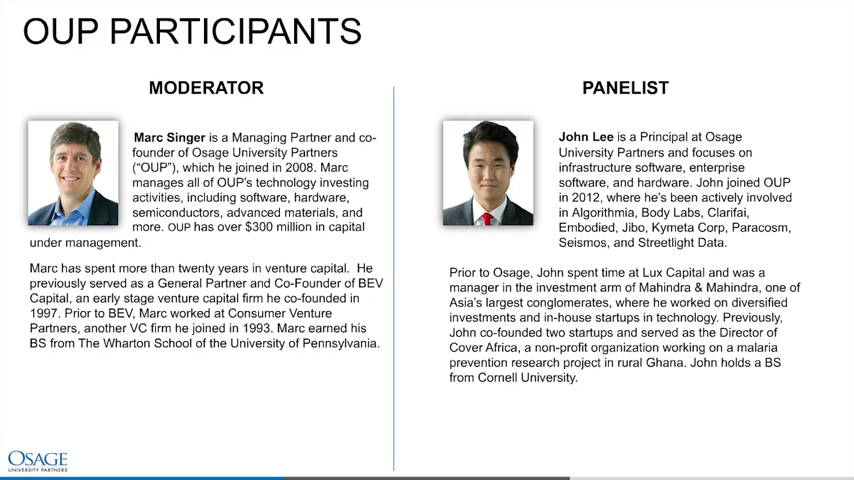 OUP PARTICIPANTS
MODERATOR
Marc Singer is a Managing Partner and co-
founder of Osage University Partners
("OUP"), which he joined in 2008. Marc
manages all of OUP's technology investing
activities, including software, hardware,
semiconductors, advanced materials, and
more. OUP has over $300 million in capital
under management.
Marc has spent more than twenty years in venture capital. He
previously served as a General Partner and Co-Founder of BEV
Capital, an early stage venture capital firm he co-founded in
1997. Prior to BEV, Marc worked at Consumer Venture
Partners, another VC firm he joined in 1993. Marc earned his
BS from The Wharton School of the University of Pennsylvania.
PANELIST
John Lee is a Principal at Osage
University Partners and focuses on
infrastructure software, enterprise
software, and hardware. John joined OUP
in 2012, where he's been actively involved
in Algorithmia, Body Labs, Clarifai,
Embodied, Jibo, Kymeta Corp, Paracosm,
Seismos, and Streetlight Data.
Prior to Osage, John spent time at Lux Capital and was a
manager in the investment arm of Mahindra & Mahindra, one of
Asia's largest conglomerates, where he worked on diversified
investments and in-house startups in technology. Previously,
John co-founded two startups and served as the Director of
Cover Africa, a non-profit organization working on a malaria
prevention research project in rural Ghana. John holds a BS
from Cornell University.
OSAGE
UNIVERSITY PARTNERS